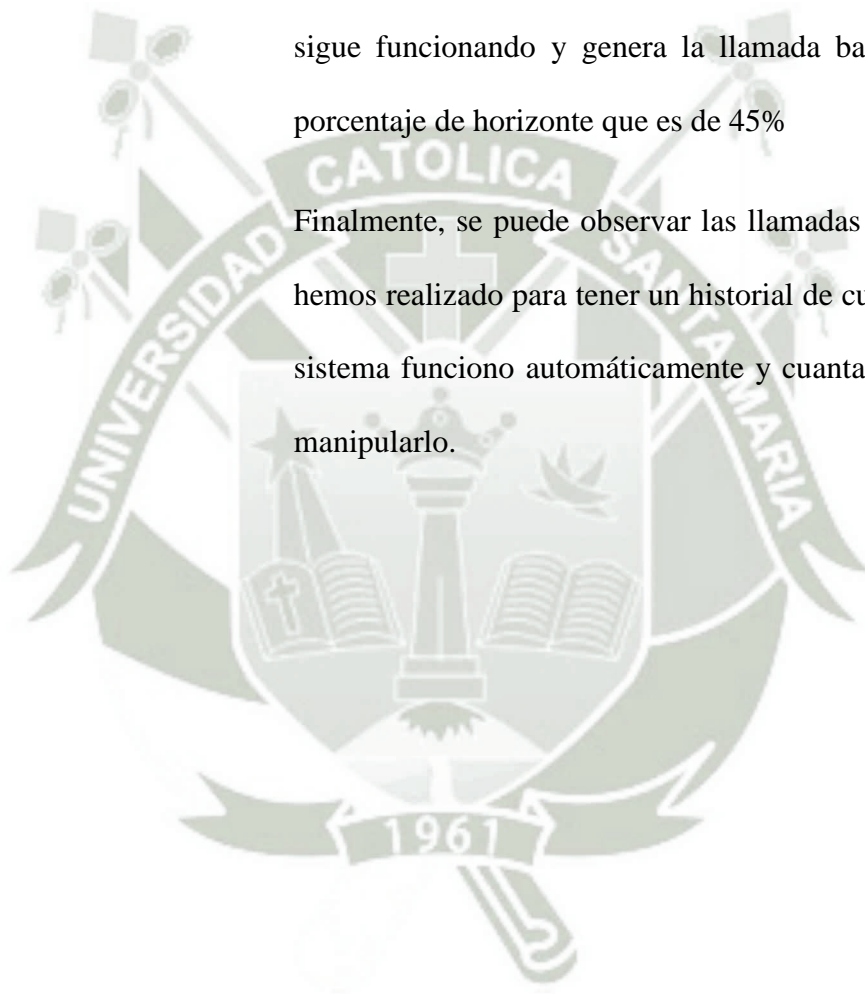 sigue funcionando y genera la llamada ba
porcentaje de horizonte que es de 45%
Finalmente, se puede observar las llamadas
hemos realizado para tener un historial de cu
sistema funciono automáticamente y cuanta
manipularlo.
UNIVERSIDAD CATOLICA SANTA MARIA
1961